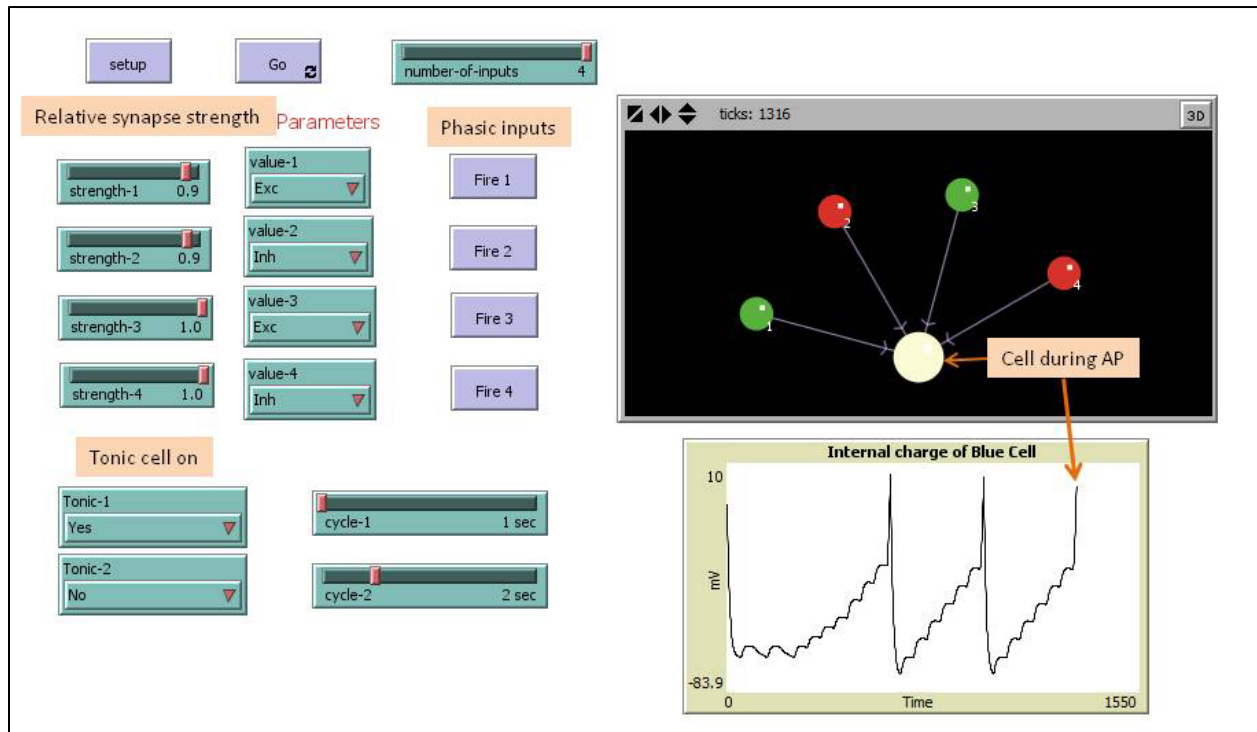 setup
Go
number-of-inputs 4
Relative synapse strength
Parameters
Phasic inputs
strength-1 0.9
value-1
Exc
Fire 1
strength-2 0.9
value-2
Inh
Fire 2
strength-3 1.0
value-3
Exc
Fire 3
strength-4 1.0
value-4
Inh
Fire 4
Tonic cell on
Tonic-1
Yes
cycle-1 1 sec
Tonic-2
No
cycle-2 2 sec
ticks: 1316
3D
3
2
4
1
Cell during AP
Internal charge of Blue Cell
10
mV
-83.9
0 Time 1550